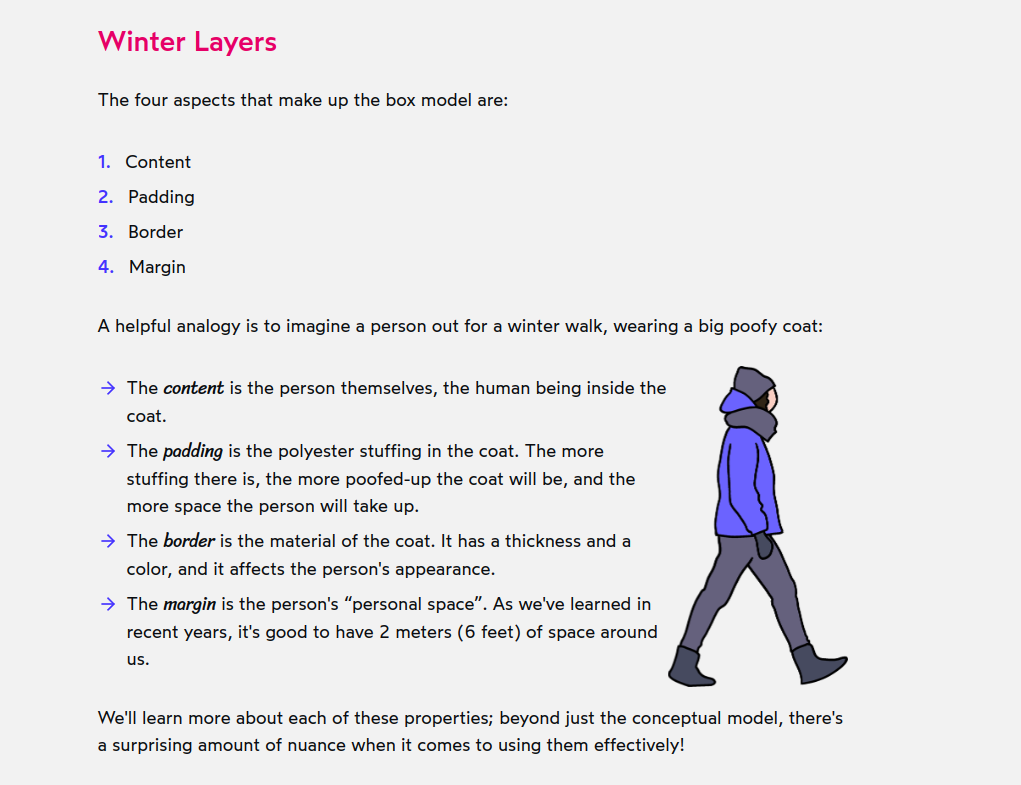 Winter Layers
The four aspects that make up the box model are:
1. Content
2. Padding
3. Border
4. Margin
A helpful analogy is to imagine a person out for a winter walk, wearing a big poofy coat:
→ The content is the person themselves, the human being inside the
coat.
→ The padding is the polyester stuffing in the coat. The more
stuffing there is, the more poofed-up the coat will be, and the
more space the person will take up.
→ The border is the material of the coat. It has a thickness and a
color, and it affects the person's appearance.
→ The margin is the person's “personal space”. As we've learned in
recent years, it's good to have 2 meters (6 feet) of space around
us.
We'll learn more about each of these properties; beyond just the conceptual model, there's
a surprising amount of nuance when it comes to using them effectively!